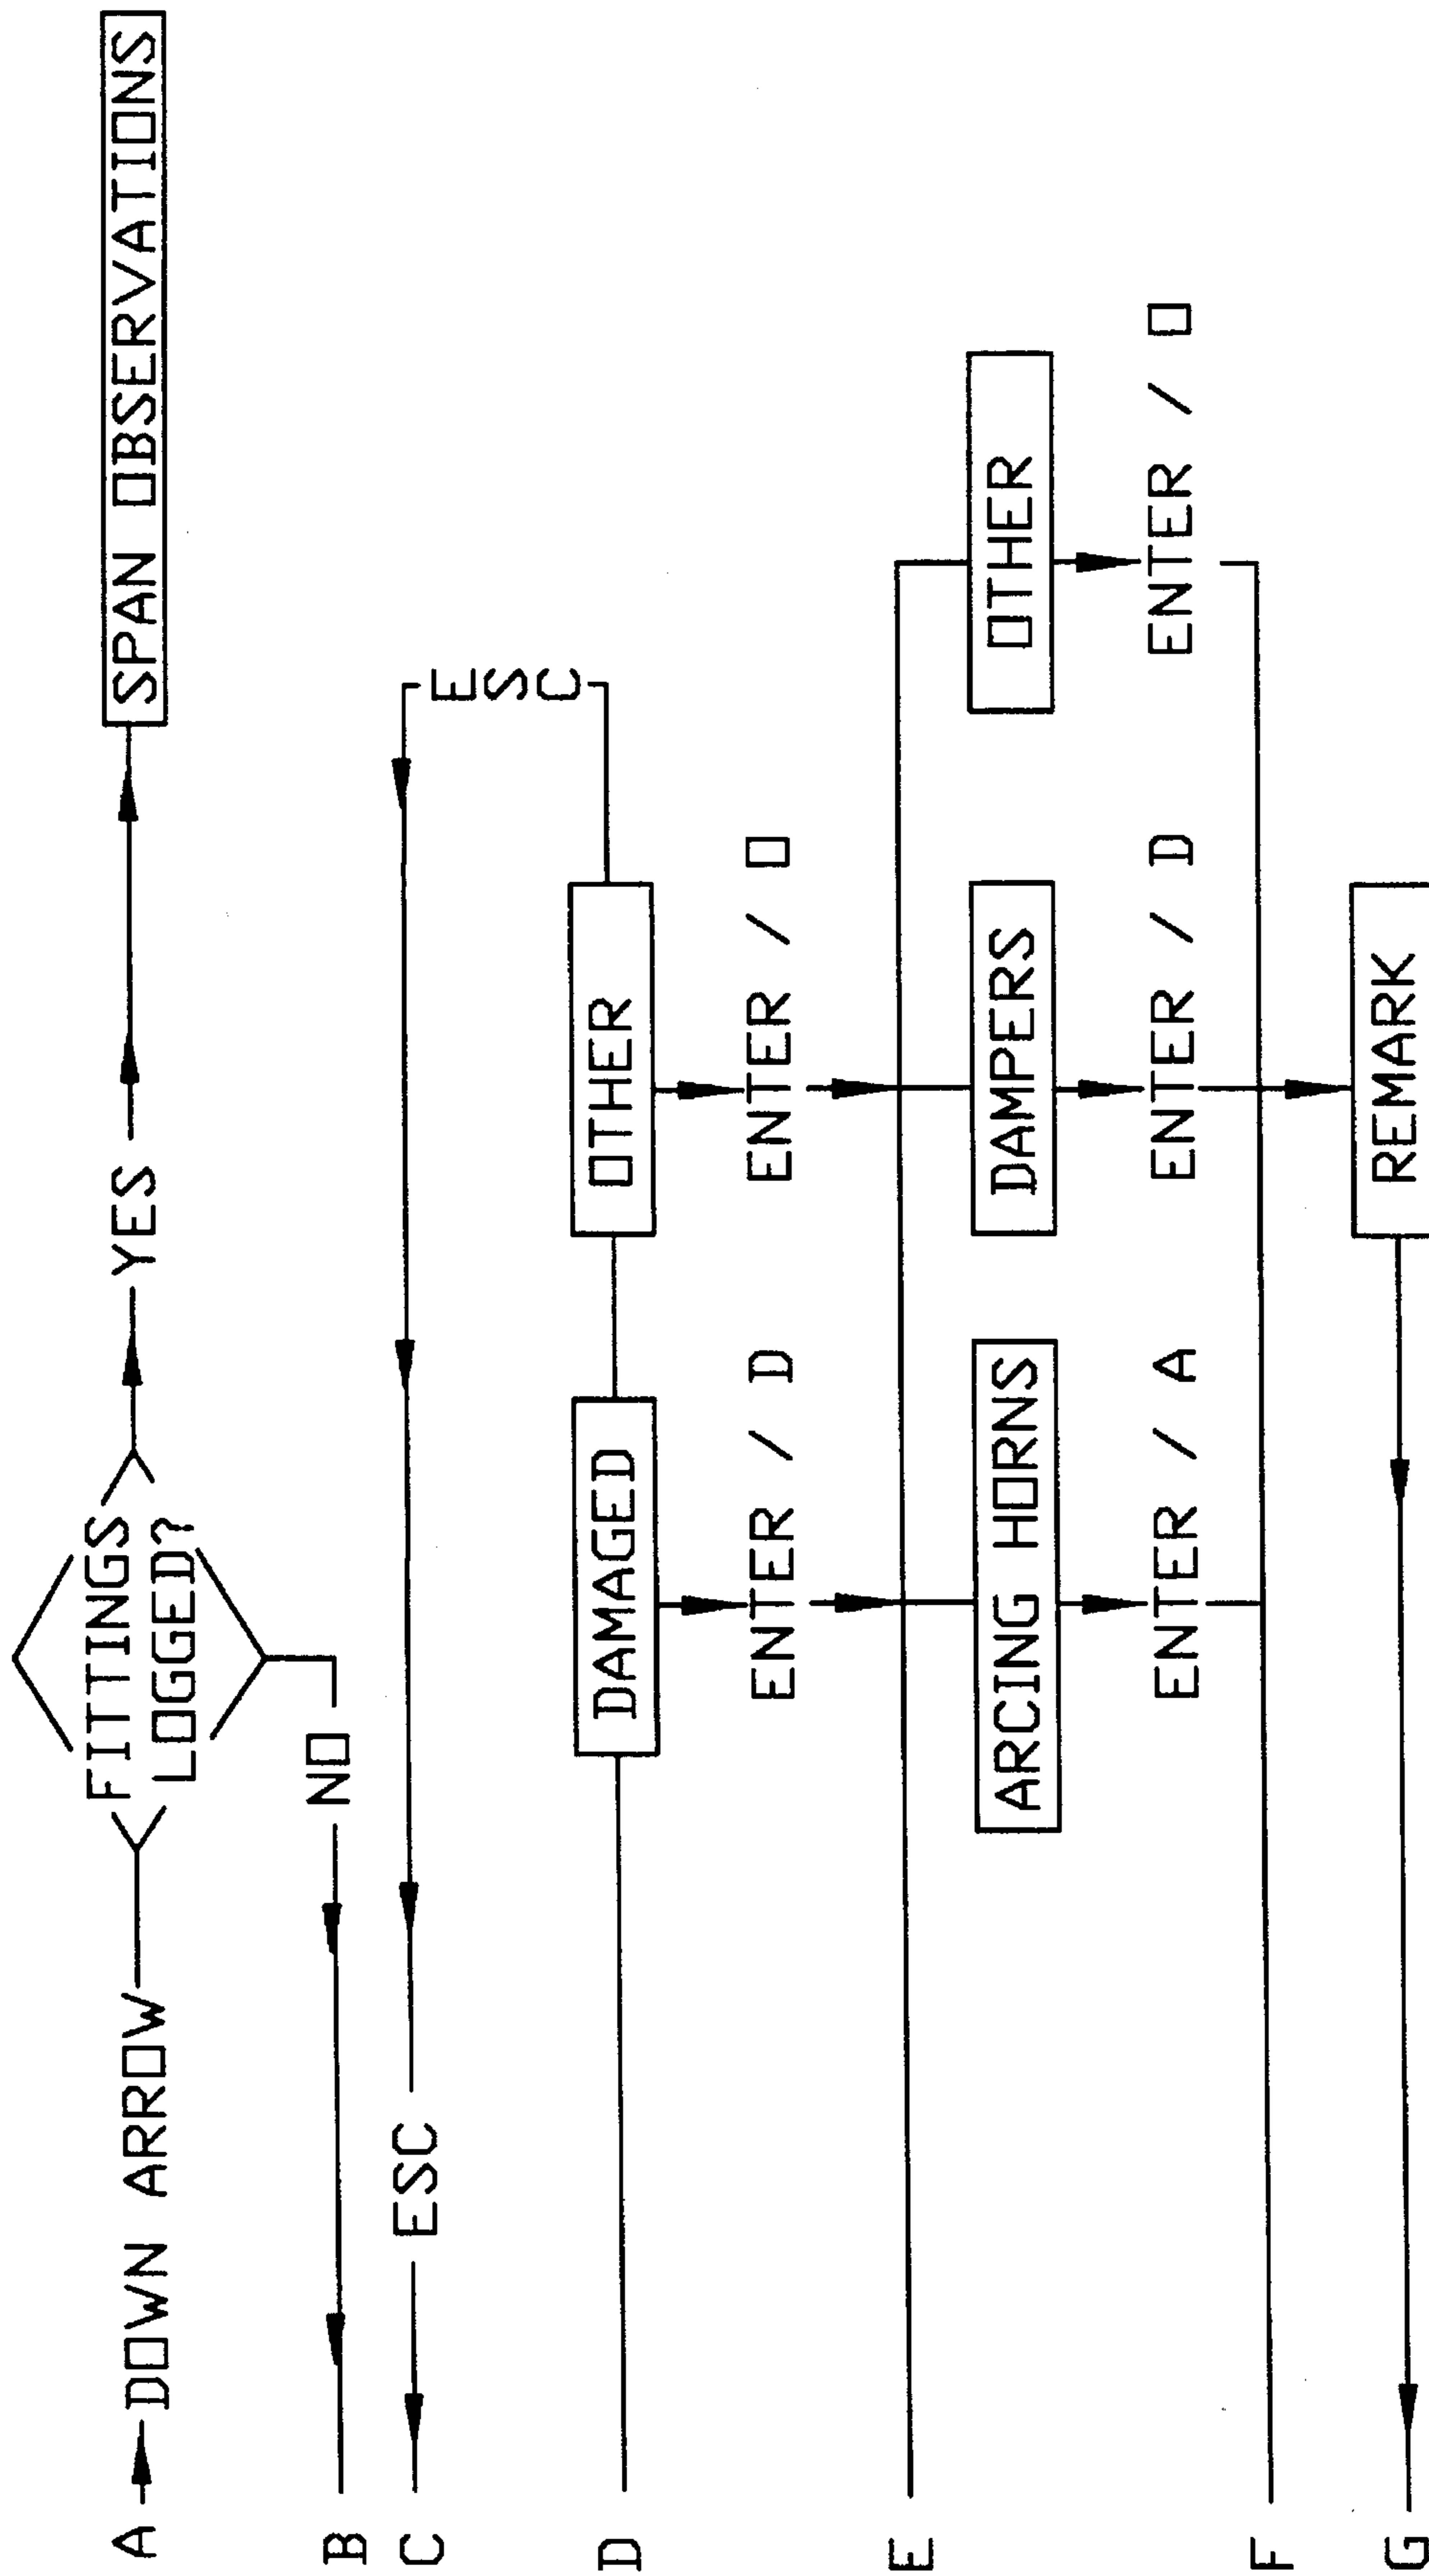 A DOWN ARROW FITTINGS LOGGED? YES SPAN OBSERVATIONS
B NO
C ESC
ESC
D DAMAGED OTHER
ENTER / D ENTER / O
E
ARCING HORNS DAMPERS OTHER
ENTER / A ENTER / D ENTER / O
F
G REMARK